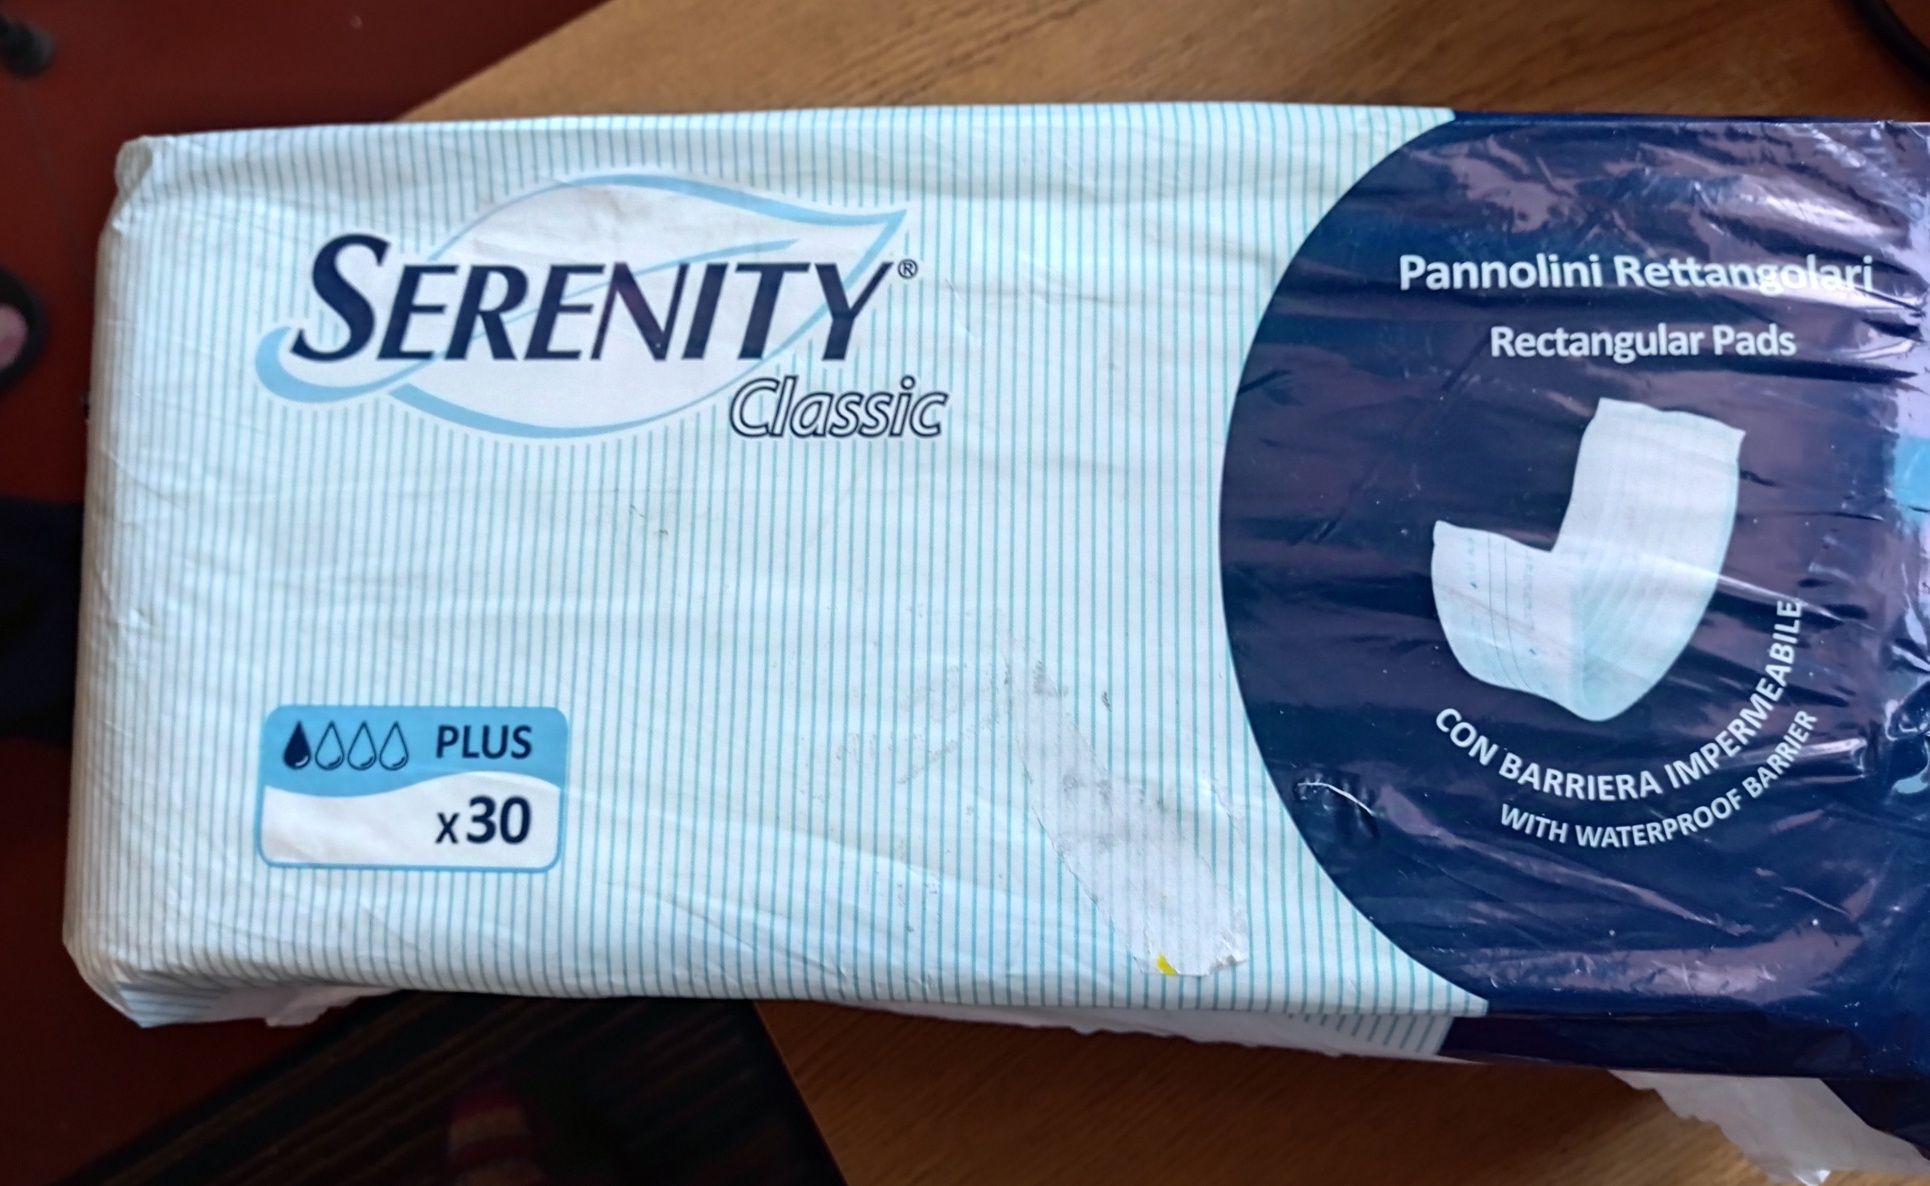 SERENITY®
Classic
PLUS
x30
Pannolini Rettangolari
Rectangular Pads
CON BARRIERA IMPERMEABILE
WITH WATERPROOF BARRIER